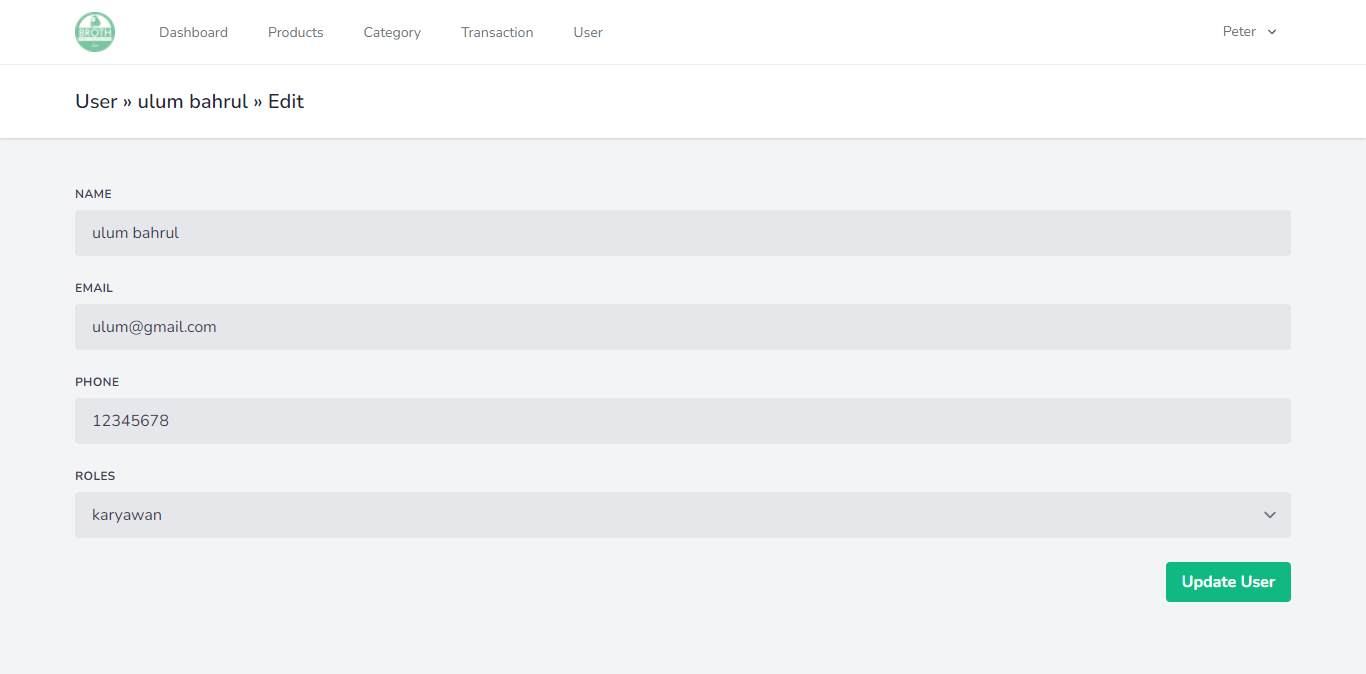 BROTH
Dashboard Products Category Transaction User Peter
User » ulum bahrul » Edit
NAME
ulum bahrul
EMAIL
ulum@gmail.com
PHONE
12345678
ROLES
karyawan
Update User